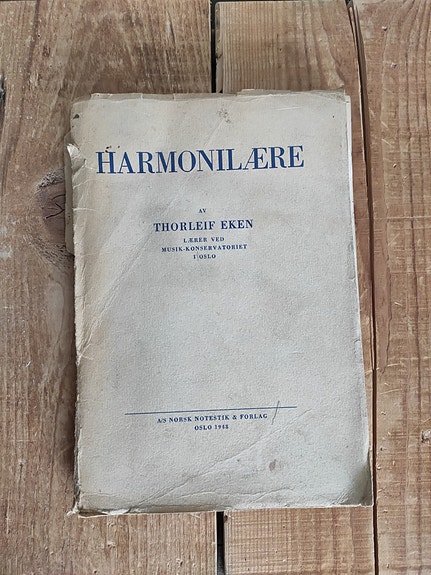 HARMONILÆRE
AV
THORLEIF EKEN
LÆRER VED
MUSIK-KONSERVATORIET
I OSLO
A/S NORSK NOTESTIK & FORLAG
OSLO 1948